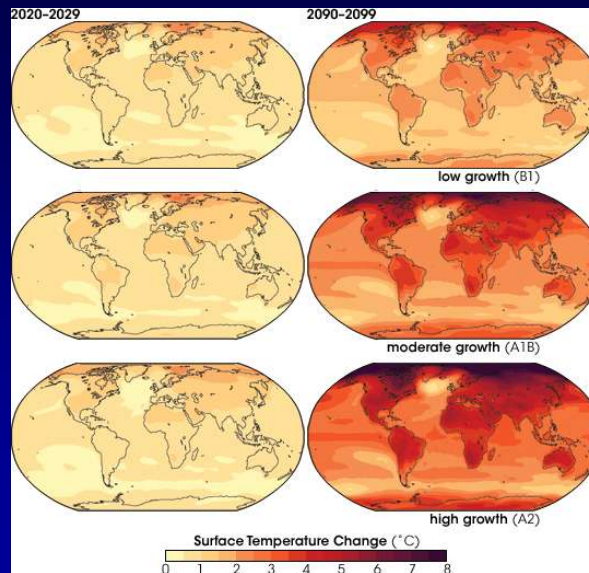 2020–2029
2090–2099
low growth (B1)
moderate growth (A1B)
high growth (A2)
Surface Temperature Change (˚C)
0 1 2 3 4 5 6 7 8